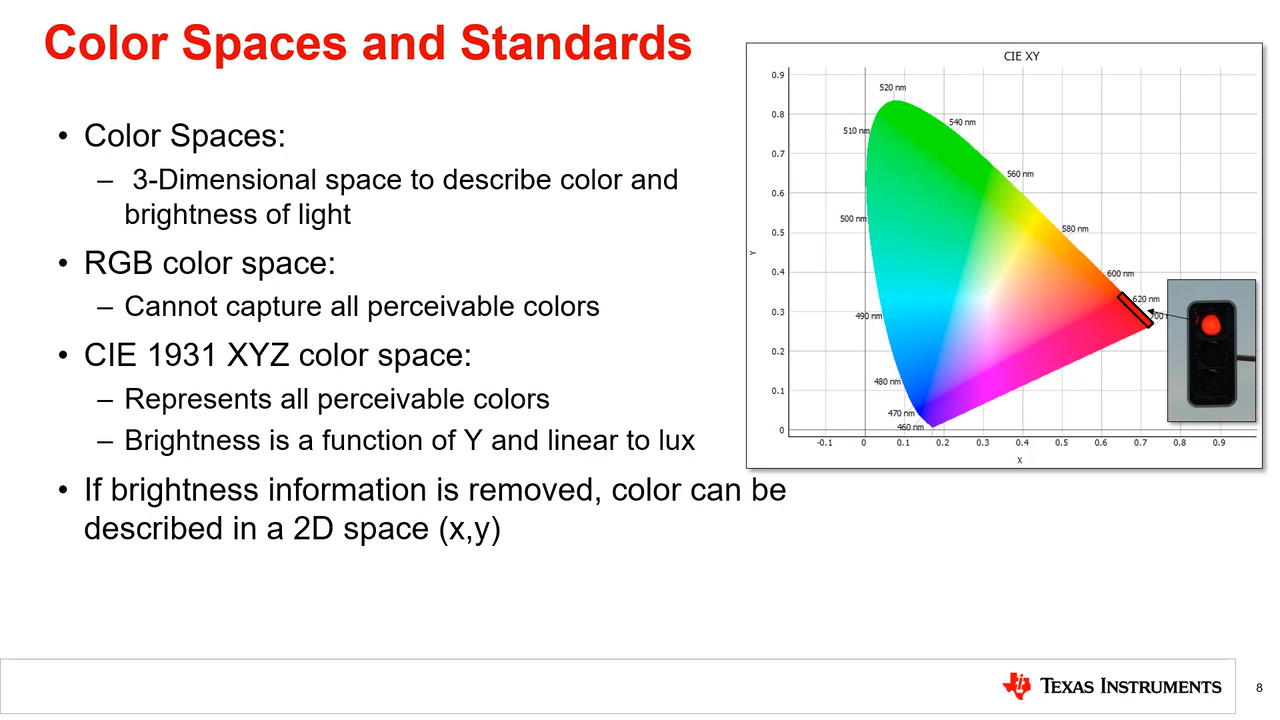 Color Spaces and Standards
• Color Spaces:
– 3-Dimensional space to describe color and
brightness of light
• RGB color space:
– Cannot capture all perceivable colors
• CIE 1931 XYZ color space:
– Represents all perceivable colors
– Brightness is a function of Y and linear to lux
• If brightness information is removed, color can be
described in a 2D space (x,y)
CIE XY
0.9
0.8
0.7
0.6
0.5
0.4
0.3
0.2
0.1
0
Y
520 nm
540 nm
510 nm
560 nm
500 nm
580 nm
600 nm
620 nm
490 nm
700
480 nm
470 nm
460 nm
-0.1 0 0.1 0.2 0.3 0.4 0.5 0.6 0.7 0.8 0.9
X
TEXAS INSTRUMENTS
8